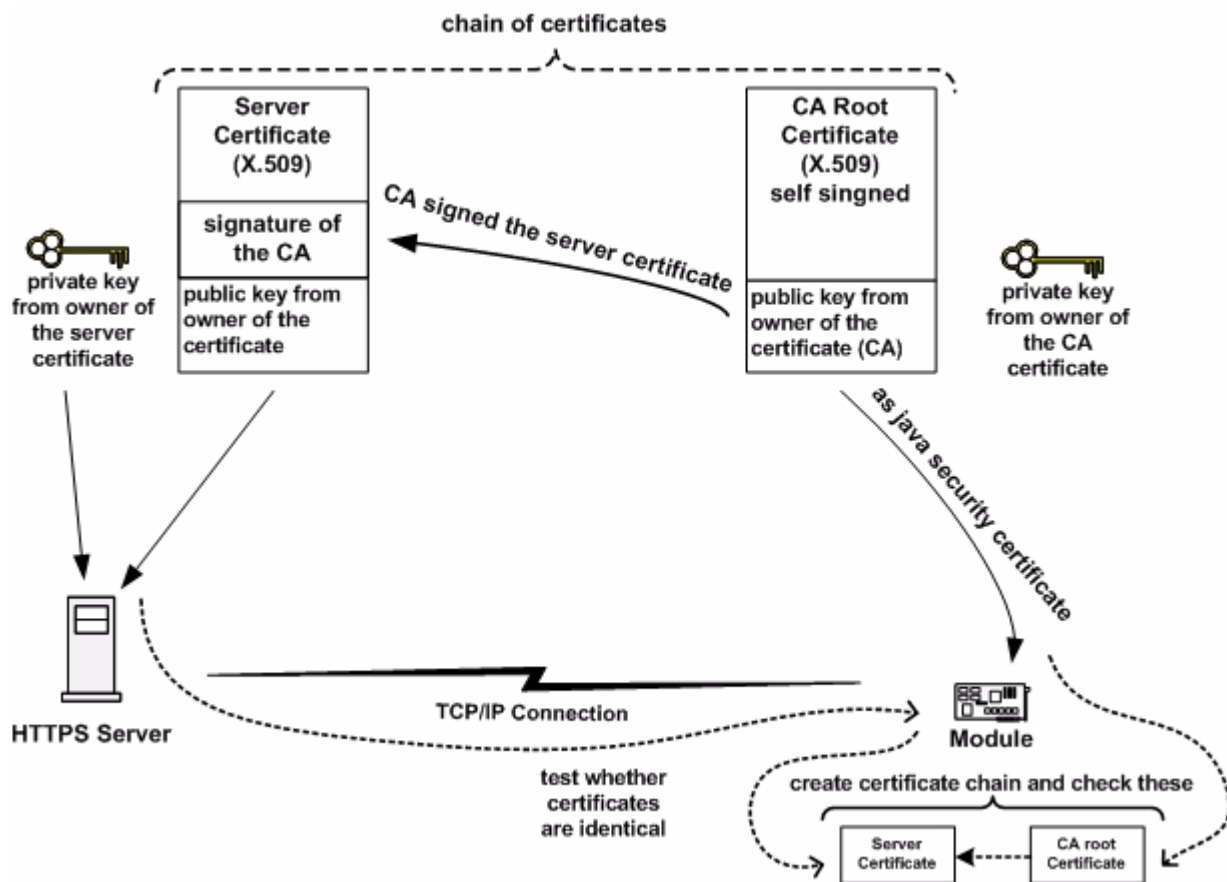 chain of certificates
Server
Certificate
(X.509)
signature of
the CA
public key from
owner of the
certificate
CA signed the server certificate
CA Root
Certificate
(X.509)
self singned
public key from
owner of the
certificate (CA)
private key
from owner of
the server
certificate
private key
from owner of
the CA
certificate
as java security certificate
HTTPS Server
TCP/IP Connection
Module
test whether
certificates
are identical
create certificate chain and check these
Server
Certificate
CA root
Certificate